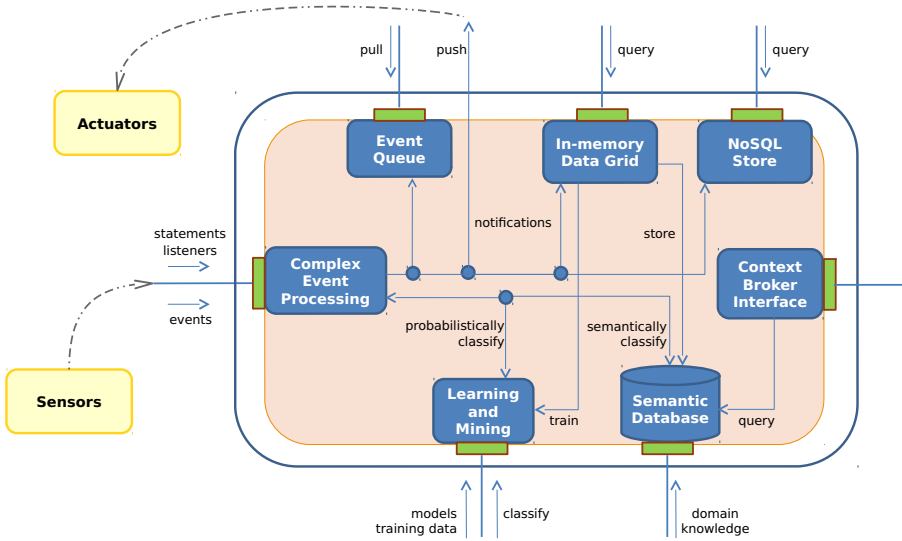 pull
push
query
query
Actuators
Event
Queue
In-memory
Data Grid
NoSQL
Store
statements
listeners
notifications
store
Complex
Event
Processing
Context
Broker
Interface
events
probabilistically
classify
semantically
classify
Sensors
Learning
and
Mining
train
Semantic
Database
query
models
training data
classify
domain
knowledge